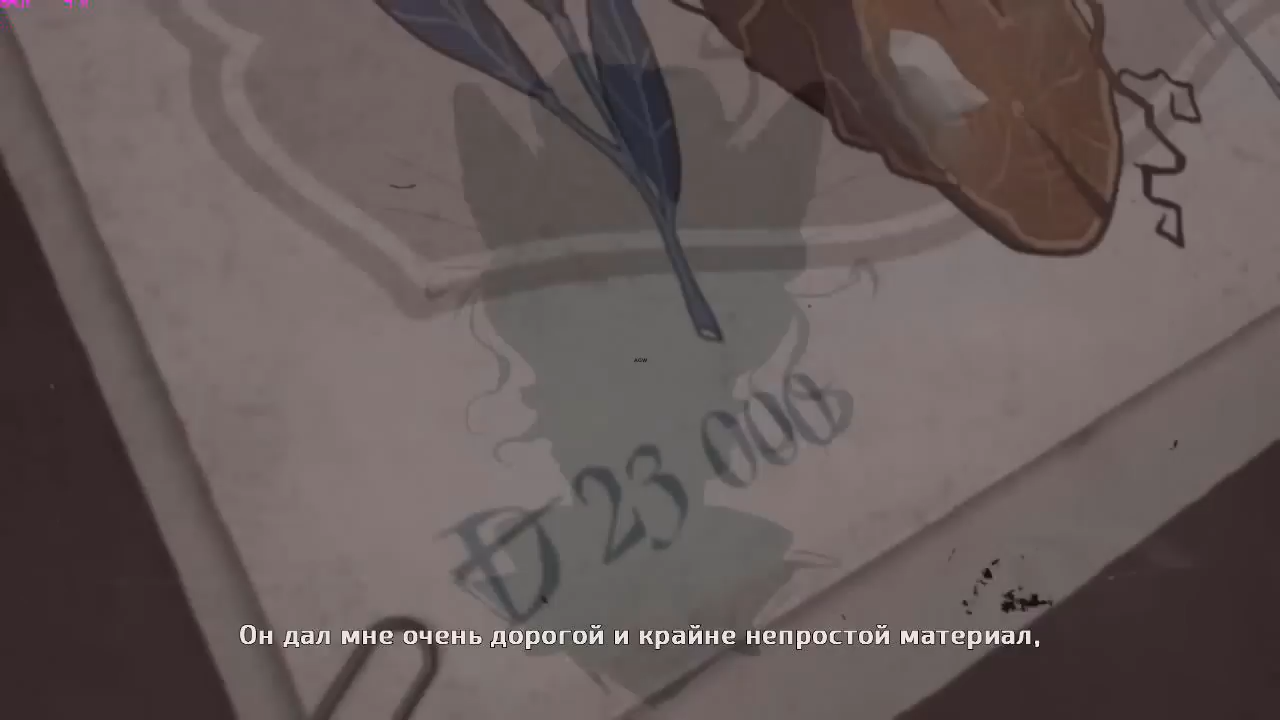 Đ 23 000
Он дал мне очень дорогой и крайне непростой материал,